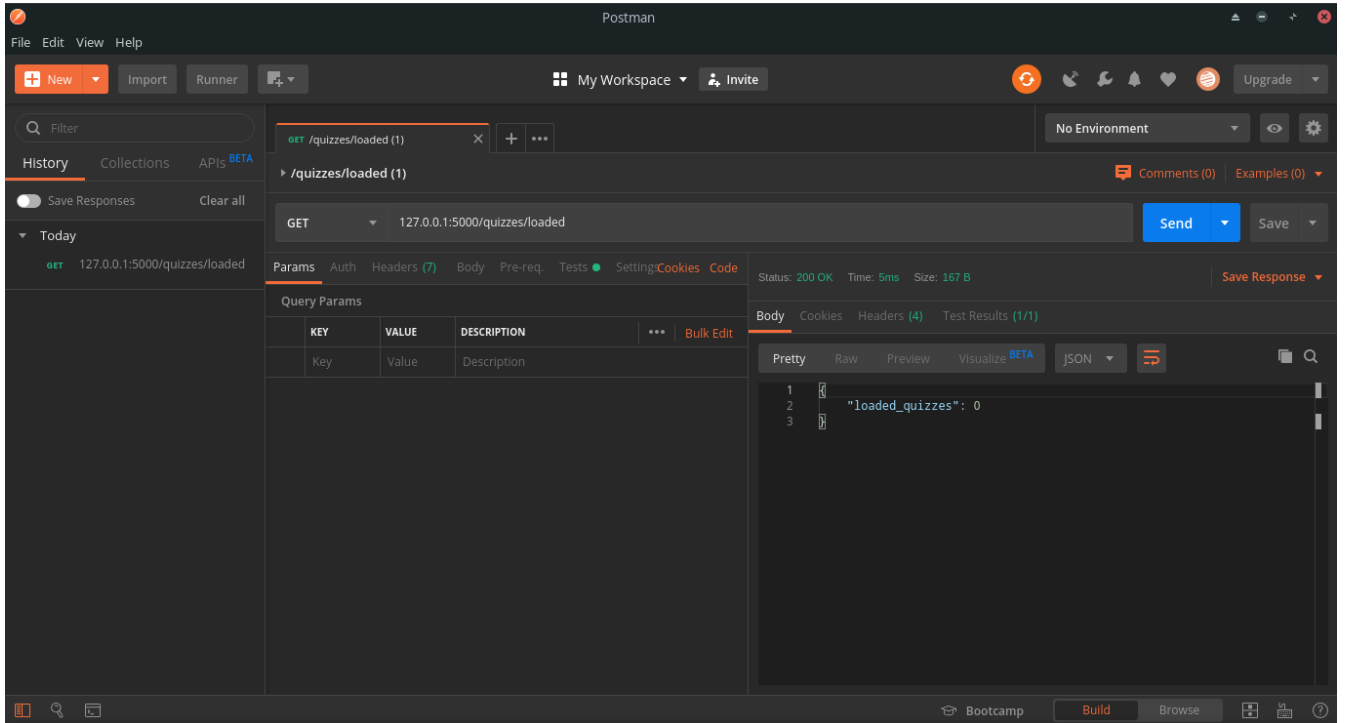 Postman
File Edit View Help
New Import Runner My Workspace Invite Upgrade
Filter
History Collections APIs BETA
Save Responses Clear all
Today
GET 127.0.0.1:5000/quizzes/loaded
GET /quizzes/loaded (1)
No Environment
/quizzes/loaded (1)
Comments (0) Examples (0)
GET 127.0.0.1:5000/quizzes/loaded Send Save
Params Auth Headers (7) Body Pre-req. Tests Settings Cookies Code
Query Params
KEY VALUE DESCRIPTION Bulk Edit
Key Value Description
Status: 200 OK Time: 5ms Size: 167 B Save Response
Body Cookies Headers (4) Test Results (1/1)
Pretty Raw Preview Visualize BETA JSON
1 {
2 "loaded_quizzes": 0
3 }
Bootcamp Build Browse